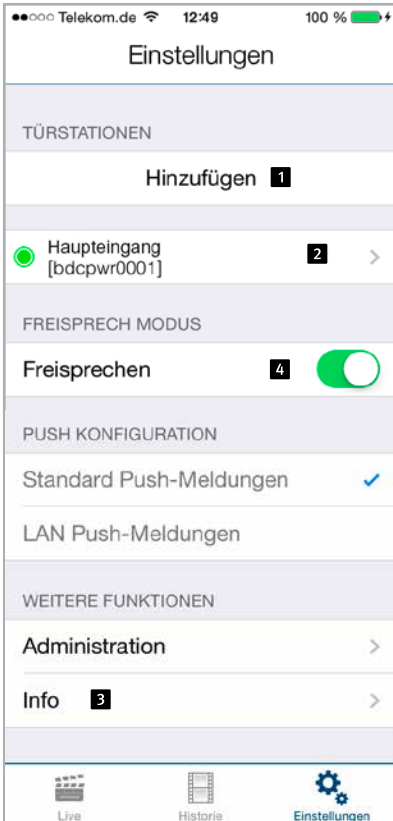 Telekom.de 12:49 100 %
Einstellungen
TÜRSTATIONEN
Hinzufügen 1
Haupteingang 2
[bdcpwr0001]
FREISPRECH MODUS
Freisprechen 4
PUSH KONFIGURATION
Standard Push-Meldungen
LAN Push-Meldungen
WEITERE FUNKTIONEN
Administration
Info 3
Live Historie Einstellungen